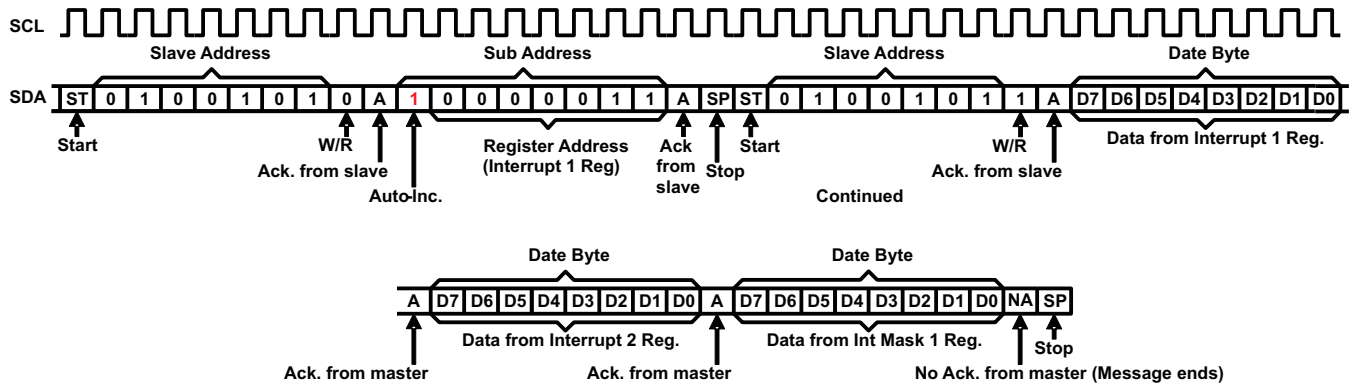 SCL
Slave Address Sub Address Slave Address Date Byte
SDA ST 0 1 0 0 1 0 1 0 A 1 0 0 0 0 0 1 1 A SP ST 0 1 0 0 1 0 1 1 A D7 D6 D5 D4 D3 D2 D1 D0
Start W/R Register Address Ack Start W/R Data from Interrupt 1 Reg.
Ack. from slave (Interrupt 1 Reg) from Stop Ack. from slave
slave
Auto-Inc. Continued
Date Byte Date Byte
A D7 D6 D5 D4 D3 D2 D1 D0 A D7 D6 D5 D4 D3 D2 D1 D0 NA SP
Data from Interrupt 2 Reg. Data from Int Mask 1 Reg. Stop
Ack. from master Ack. from master No Ack. from master (Message ends)